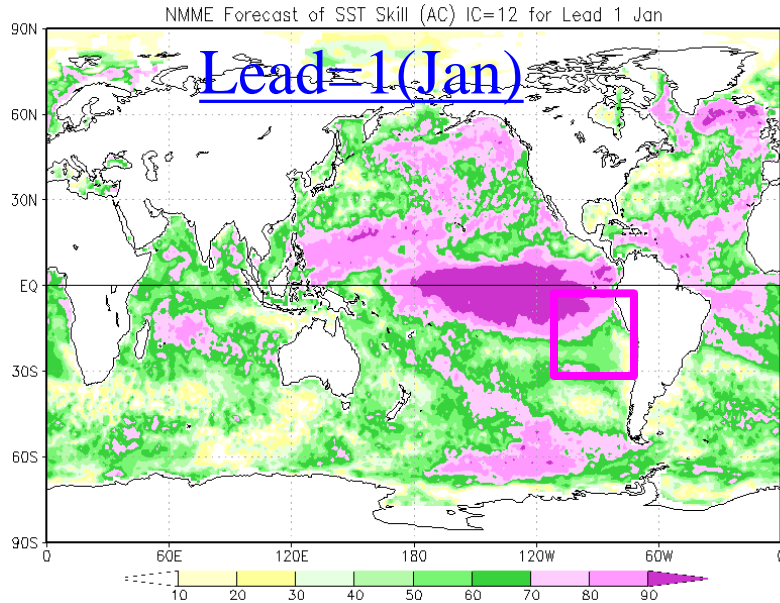 NMME Forecast of SST Skill (AC) IC=12 for Lead 1 Jan
Lead=1(Jan)
90N
60N
30N
EQ
30S
60S
90S
0 60E 120E 180 120W 60W 0
10 20 30 40 50 60 70 80 90